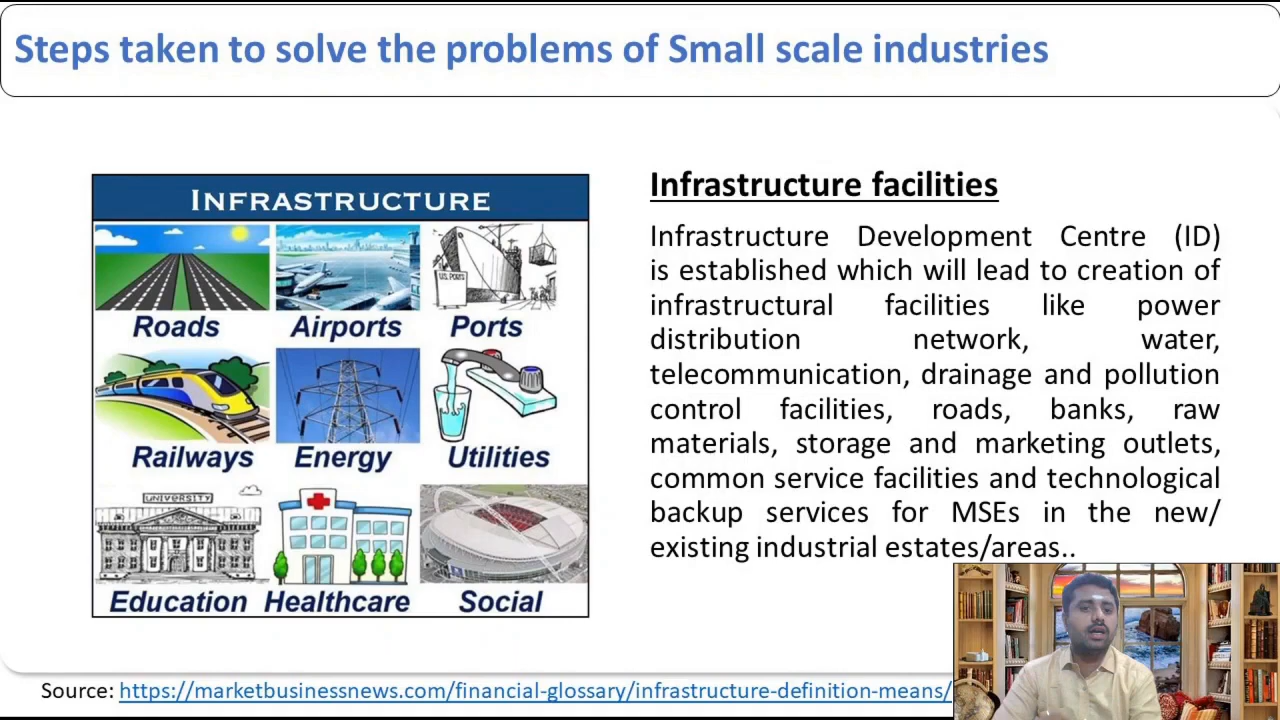 Steps taken to solve the problems of Small scale industries
INFRASTRUCTURE
U.S. PORTS
Roads Airports Ports
Railways Energy Utilities
UNIVERSITY
Education Healthcare Social
Infrastructure facilities
Infrastructure Development Centre (ID)
is established which will lead to creation of
infrastructural facilities like power
distribution network, water,
telecommunication, drainage and pollution
control facilities, roads, banks, raw
materials, storage and marketing outlets,
common service facilities and technological
backup services for MSEs in the new/
existing industrial estates/areas..
Source: https://marketbusinessnews.com/financial-glossary/infrastructure-definition-means/